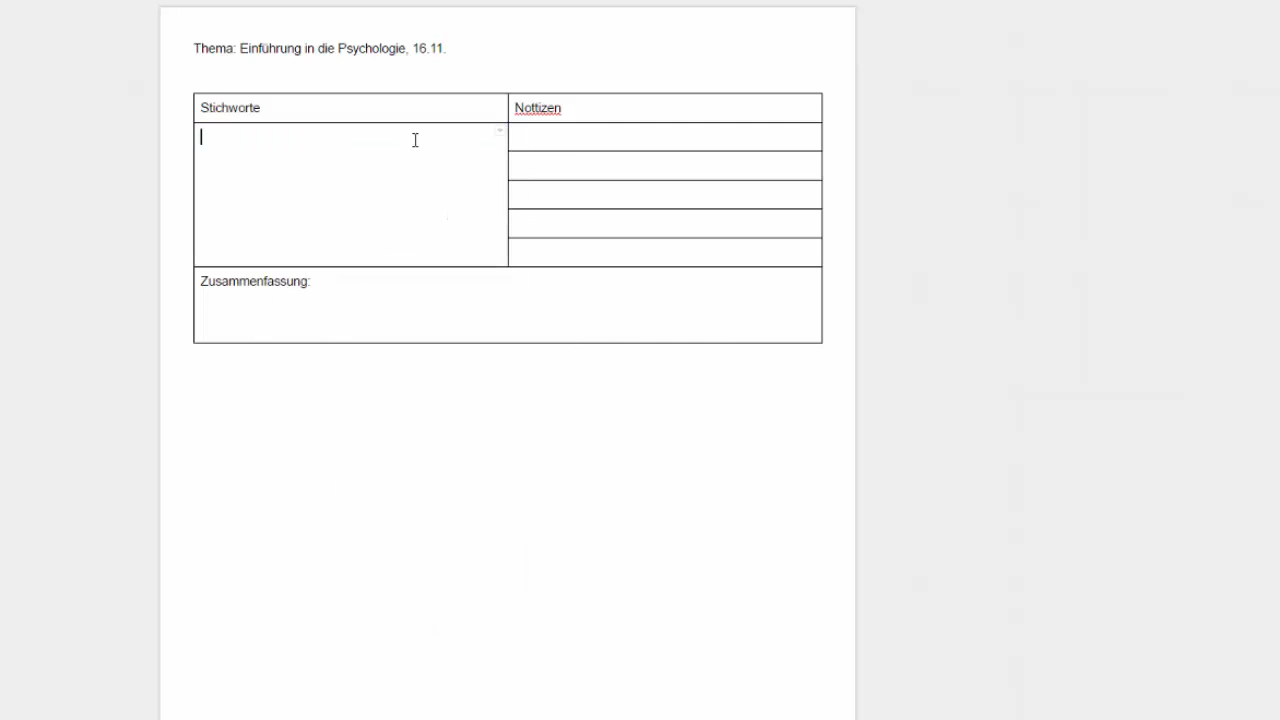 Thema: Einführung in die Psychologie, 16.11.
Stichworte
Nottizen
Zusammenfassung: